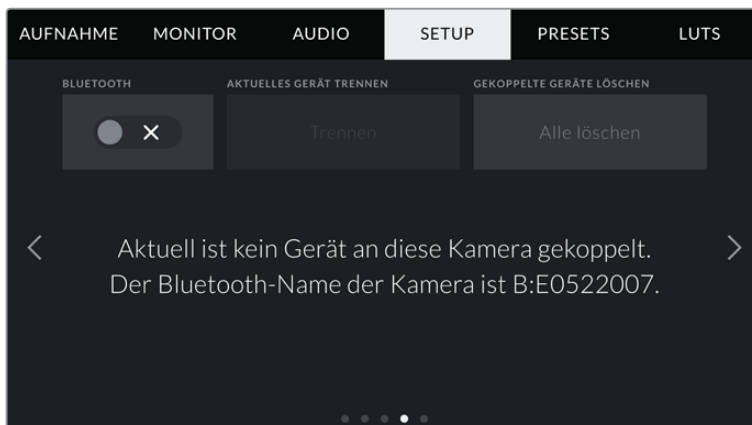 AUFNAHME MONITOR AUDIO SETUP PRESETS LUTS
BLUETOOTH AKTUELLES GERÄT TRENNEN GEKOPPELTE GERÄTE LÖSCHEN
Trennen Alle löschen
Aktuell ist kein Gerät an diese Kamera gekoppelt.
Der Bluetooth-Name der Kamera ist B:E0522007.